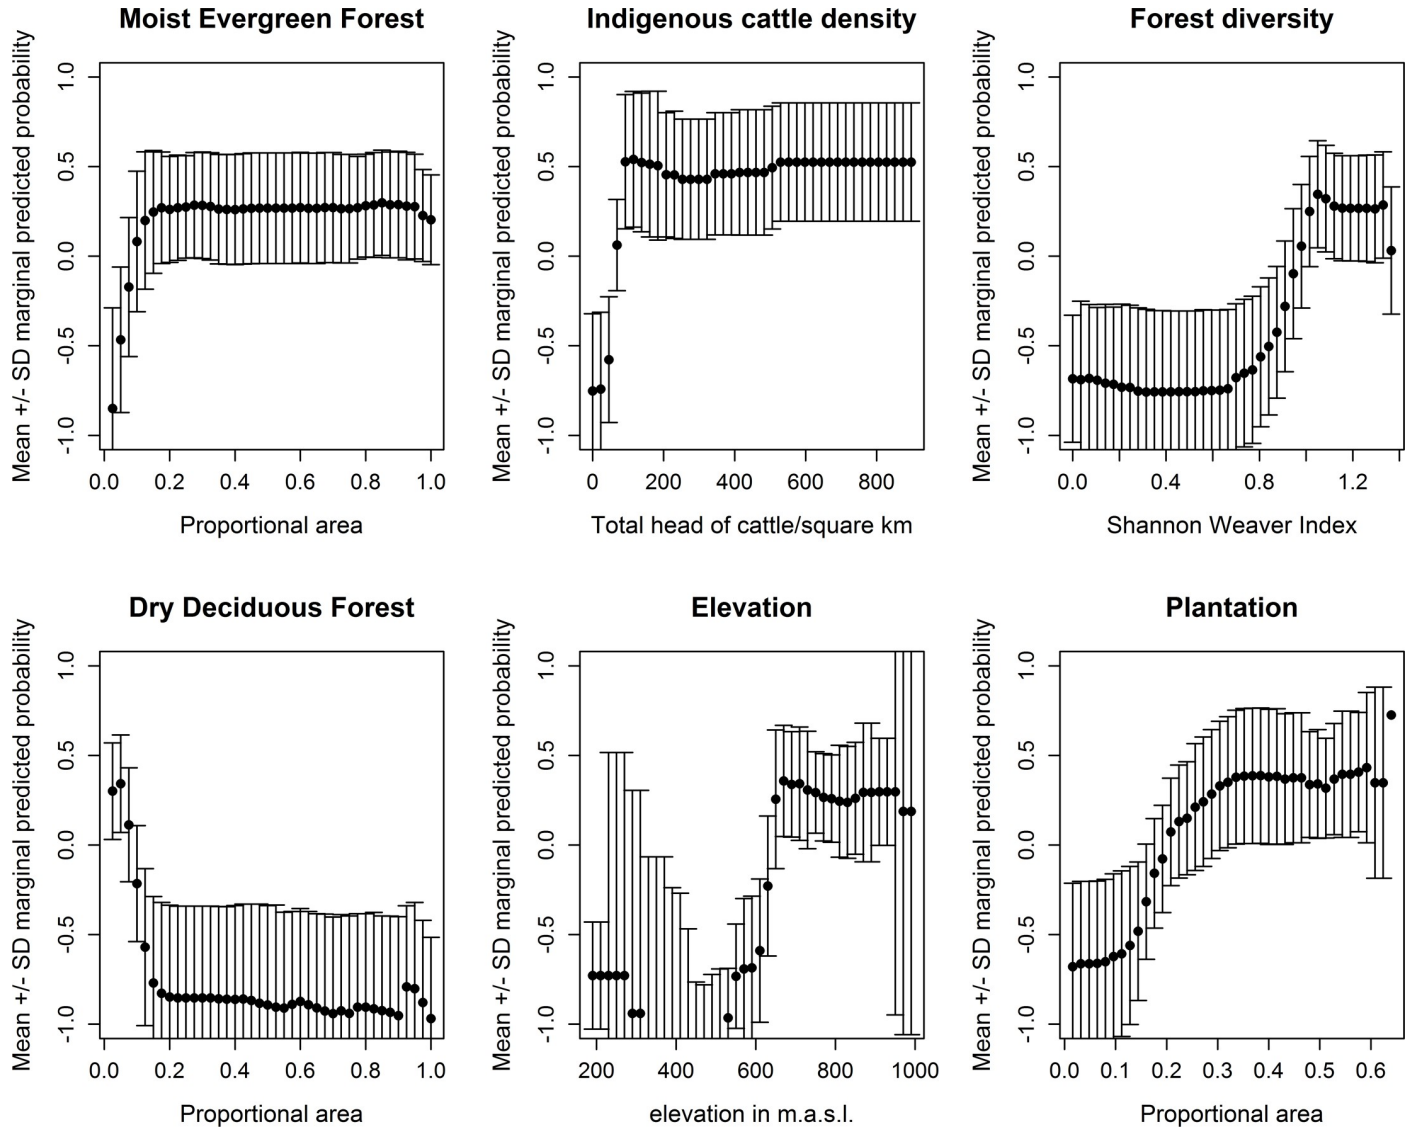 Moist Evergreen Forest
Mean +/- SD marginal predicted probability
1.0
0.5
0.0
-0.5
-1.0
0.0 0.2 0.4 0.6 0.8 1.0
Proportional area
Indigenous cattle density
Mean +/- SD marginal predicted probability
1.0
0.5
0.0
-0.5
-1.0
0 200 400 600 800
Total head of cattle/square km
Forest diversity
Mean +/- SD marginal predicted probability
1.0
0.5
0.0
-0.5
-1.0
0.0 0.4 0.8 1.2
Shannon Weaver Index
Dry Deciduous Forest
Mean +/- SD marginal predicted probability
1.0
0.5
0.0
-0.5
-1.0
0.0 0.2 0.4 0.6 0.8 1.0
Proportional area
Elevation
Mean +/- SD marginal predicted probability
1.0
0.5
0.0
-0.5
-1.0
200 400 600 800 1000
elevation in m.a.s.l.
Plantation
Mean +/- SD marginal predicted probability
1.0
0.5
0.0
-0.5
-1.0
0.0 0.1 0.2 0.3 0.4 0.5 0.6
Proportional area